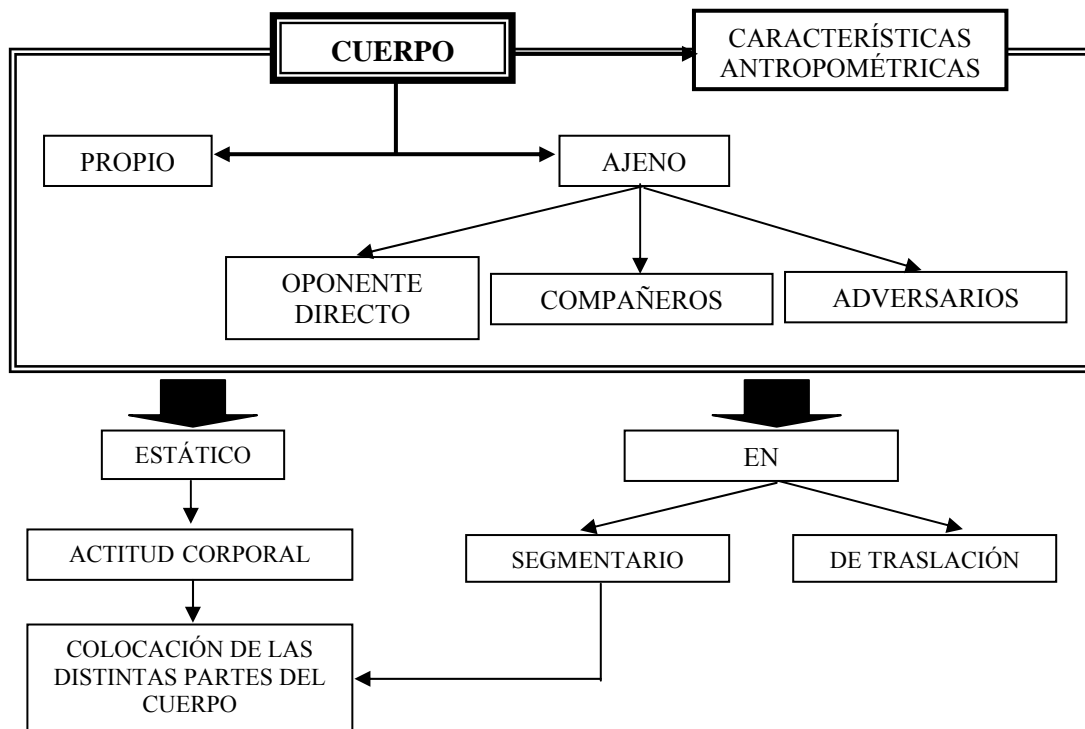 CUERPO
CARACTERÍSTICAS
ANTROPOMÉTRICAS
PROPIO
AJENO
OPONENTE
DIRECTO
COMPAÑEROS
ADVERSARIOS
ESTÁTICO
EN
ACTITUD CORPORAL
SEGMENTARIO
DE TRASLACIÓN
COLOCACIÓN DE LAS
DISTINTAS PARTES DEL
CUERPO